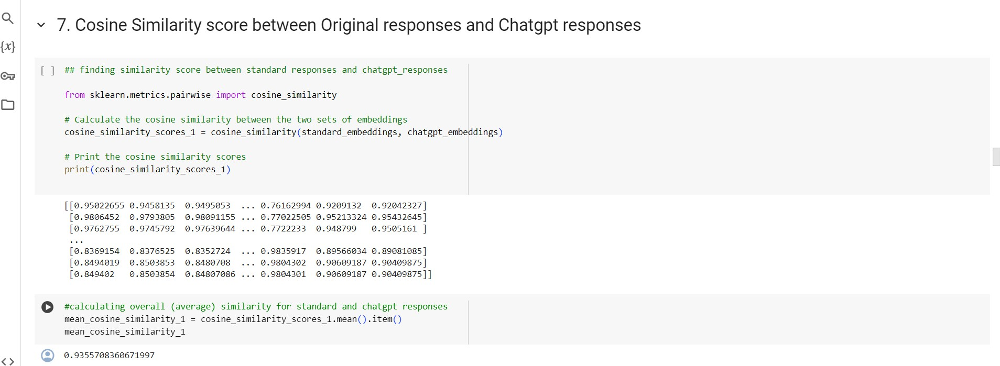 7. Cosine Similarity score between Original responses and Chatgpt responses
{x}
[ ] ## finding similarity score between standard responses and chatgpt_responses
from sklearn.metrics.pairwise import cosine_similarity
# Calculate the cosine similarity between the two sets of embeddings
cosine_similarity_scores_1 = cosine_similarity(standard_embeddings, chatgpt_embeddings)
# Print the cosine similarity scores
print(cosine_similarity_scores_1)
[[0.95022655 0.9458135  0.9495053  ... 0.76162994 0.9209132  0.92042327]
 [0.9806452  0.9793805  0.98091155 ... 0.77022505 0.95213324 0.95432645]
 [0.9762755  0.9745792  0.97639644 ... 0.7722233  0.948799   0.9505161 ]
 ...
 [0.8369154  0.8376525  0.8352724  ... 0.9835917  0.89566034 0.89081085]
 [0.8494019  0.8503853  0.8480708  ... 0.9804302  0.90609187 0.90409875]
 [0.849402   0.8503854  0.84807086 ... 0.9804301  0.90609187 0.90409875]]
#calculating overall (average) similarity for standard and chatgpt responses
mean_cosine_similarity_1 = cosine_similarity_scores_1.mean().item()
mean_cosine_similarity_1
0.9355708360671997
<>